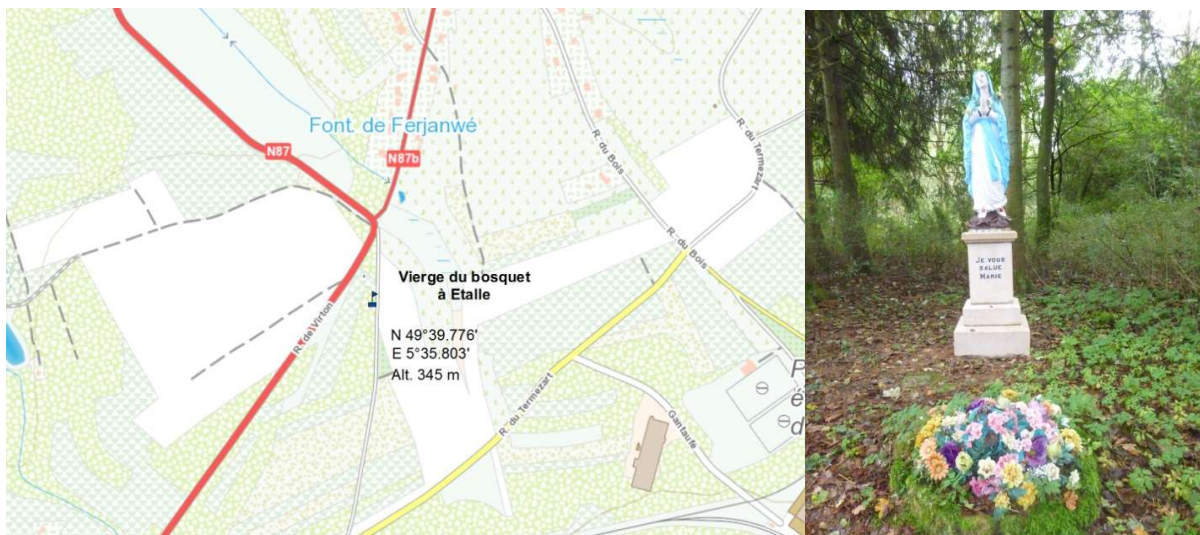 Font. de Ferjanwé
N87
N87b
R. du Bois
R. du Termezart
R. du Bois
Vierge du bosquet
à Etalle
N 49°39.776'
E 5°35.803'
Alt. 345 m
R. de Virton
R. du Termezart
Gantaufe
P
é
d
JE VOUS
SALUE
MARIE